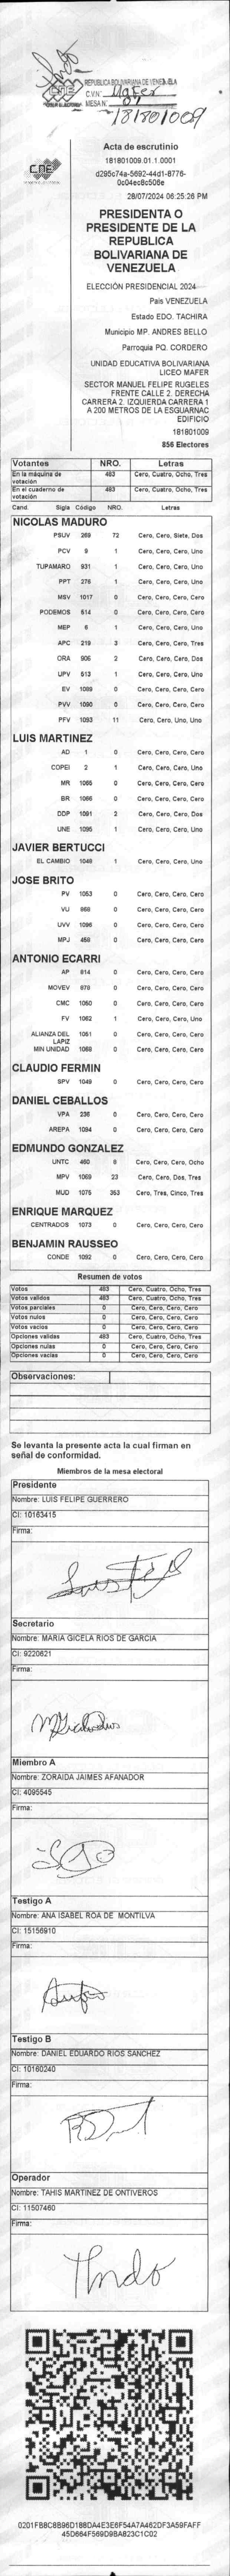 REPUBLICA BOLIVARIANA DE VENEZUELA
CNE
C.V.Nº Mafer
MESA Nº 01
181801009
CNE
Acta de escrutinio
181801009.01.1.0001
d295c74a-5692-44d1-8776-
0c04ec8c506e
28/07/2024 06:25:26 PM
PRESIDENTA O
PRESIDENTE DE LA
REPUBLICA
BOLIVARIANA DE
VENEZUELA
ELECCIÓN PRESIDENCIAL 2024
País VENEZUELA
Estado EDO. TACHIRA
Municipio MP. ANDRES BELLO
Parroquia PQ. CORDERO
UNIDAD EDUCATIVA BOLIVARIANA
LICEO MAFER
SECTOR MANUEL FELIPE RUGELES
FRENTE CALLE 2. DERECHA
CARRERA 2. IZQUIERDA CARRERA 1
A 200 METROS DE LA ESGUARNAC
EDIFICIO
181801009
856 Electores
Votantes NRO. Letras
En la máquina de votación 483 Cero, Cuatro, Ocho, Tres
En el cuaderno de votación 483 Cero, Cuatro, Ocho, Tres
Cand. Sigla Código NRO. Letras
NICOLAS MADURO
PSUV 269 72 Cero, Cero, Siete, Dos
PCV 9 1 Cero, Cero, Cero, Uno
TUPAMARO 931 1 Cero, Cero, Cero, Uno
PPT 276 1 Cero, Cero, Cero, Uno
MSV 1017 0 Cero, Cero, Cero, Cero
PODEMOS 514 0 Cero, Cero, Cero, Cero
MEP 6 1 Cero, Cero, Cero, Uno
APC 219 3 Cero, Cero, Cero, Tres
ORA 906 2 Cero, Cero, Cero, Dos
UPV 513 1 Cero, Cero, Cero, Uno
EV 1089 0 Cero, Cero, Cero, Cero
PVV 1090 0 Cero, Cero, Cero, Cero
PFV 1093 11 Cero, Cero, Uno, Uno
LUIS MARTINEZ
AD 1 0 Cero, Cero, Cero, Cero
COPEI 2 1 Cero, Cero, Cero, Uno
MR 1065 0 Cero, Cero, Cero, Cero
BR 1066 0 Cero, Cero, Cero, Cero
DDP 1091 2 Cero, Cero, Cero, Dos
UNE 1095 1 Cero, Cero, Cero, Uno
JAVIER BERTUCCI
EL CAMBIO 1048 1 Cero, Cero, Cero, Uno
JOSE BRITO
PV 1053 0 Cero, Cero, Cero, Cero
VU 868 0 Cero, Cero, Cero, Cero
UVV 1096 0 Cero, Cero, Cero, Cero
MPJ 458 0 Cero, Cero, Cero, Cero
ANTONIO ECARRI
AP 814 0 Cero, Cero, Cero, Cero
MOVEV 878 0 Cero, Cero, Cero, Cero
CMC 1050 0 Cero, Cero, Cero, Cero
FV 1062 1 Cero, Cero, Cero, Uno
ALIANZA DEL LAPIZ 1051 0 Cero, Cero, Cero, Cero
MIN UNIDAD 1068 0 Cero, Cero, Cero, Cero
CLAUDIO FERMIN
SPV 1049 0 Cero, Cero, Cero, Cero
DANIEL CEBALLOS
VPA 236 0 Cero, Cero, Cero, Cero
AREPA 1094 0 Cero, Cero, Cero, Cero
EDMUNDO GONZALEZ
UNTC 460 8 Cero, Cero, Cero, Ocho
MPV 1069 23 Cero, Cero, Dos, Tres
MUD 1075 353 Cero, Tres, Cinco, Tres
ENRIQUE MARQUEZ
CENTRADOS 1073 0 Cero, Cero, Cero, Cero
BENJAMIN RAUSSEO
CONDE 1092 0 Cero, Cero, Cero, Cero
Resumen de votos
Votos 483 Cero, Cuatro, Ocho, Tres
Votos validos 483 Cero, Cuatro, Ocho, Tres
Votos parciales 0 Cero, Cero, Cero, Cero
Votos nulos 0 Cero, Cero, Cero, Cero
Votos vacios 0 Cero, Cero, Cero, Cero
Opciones validas 483 Cero, Cuatro, Ocho, Tres
Opciones nulas 0 Cero, Cero, Cero, Cero
Opciones vacias 0 Cero, Cero, Cero, Cero
Observaciones:
Se levanta la presente acta la cual firman en
señal de conformidad.
Miembros de la mesa electoral
Presidente
Nombre: LUIS FELIPE GUERRERO
CI: 10163415
Firma:
Secretario
Nombre: MARIA GICELA RIOS DE GARCIA
CI: 9220621
Firma:
Miembro A
Nombre: ZORAIDA JAIMES AFANADOR
CI: 4095545
Firma:
Testigo A
Nombre: ANA ISABEL ROA DE MONTILVA
CI: 15156910
Firma:
Testigo B
Nombre: DANIEL EDUARDO RIOS SANCHEZ
CI: 10160240
Firma:
Operador
Nombre: TAHIS MARTINEZ DE ONTIVEROS
CI: 11507460
Firma:
0201FB8C8B96D188DA4E3E6F54A7A462DF3A59FAFF
45D664F569D9BA823C1C02